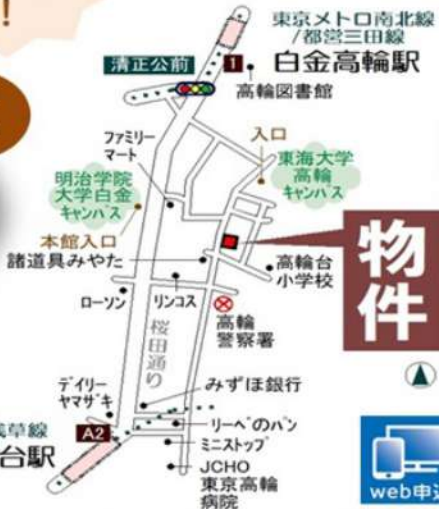 !
東京メトロ南北線
/都営三田線
白金高輪駅
清正公前
1
高輪図書館
ファミリー
マート
入口
東海大学
高輪
キャンパス
明治学院
大学白金
キャンパス
本館入口
諸道具みやた
物件
高輪台
小学校
ローソン
リンコス
高輪
警察署
桜田通り
デイリー
ヤマザキ
みずほ銀行
浅草線
A2
台駅
リーベのパン
ミニストップ
JCHO
東京高輪
病院
web申込